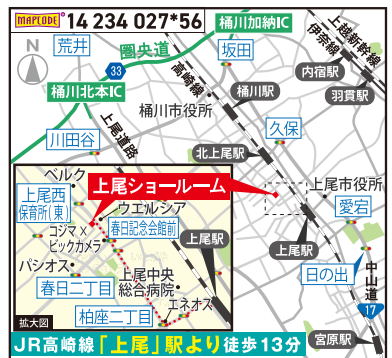 MAPCODE 14 234 027*56
桶川加納IC
荒井
圏央道
坂田
上越新幹線
伊奈線
N
33
高崎線
内宿駅
羽貫駅
桶川北本IC
桶川駅
桶川市役所
上尾道路
川田谷
久保
北上尾駅
ベルク
上尾ショールーム
上尾市役所
上尾西
保育所(東)
ウエルシア
愛宕
春日記念会館前
コジマ×
ビックカメラ
上尾駅
上尾駅
パシオス
上尾中央
総合病院
日の出
中山道
春日二丁目
エネオス
17
柏座二丁目
拡大図
宮原駅
JR高崎線「上尾」駅より徒歩13分